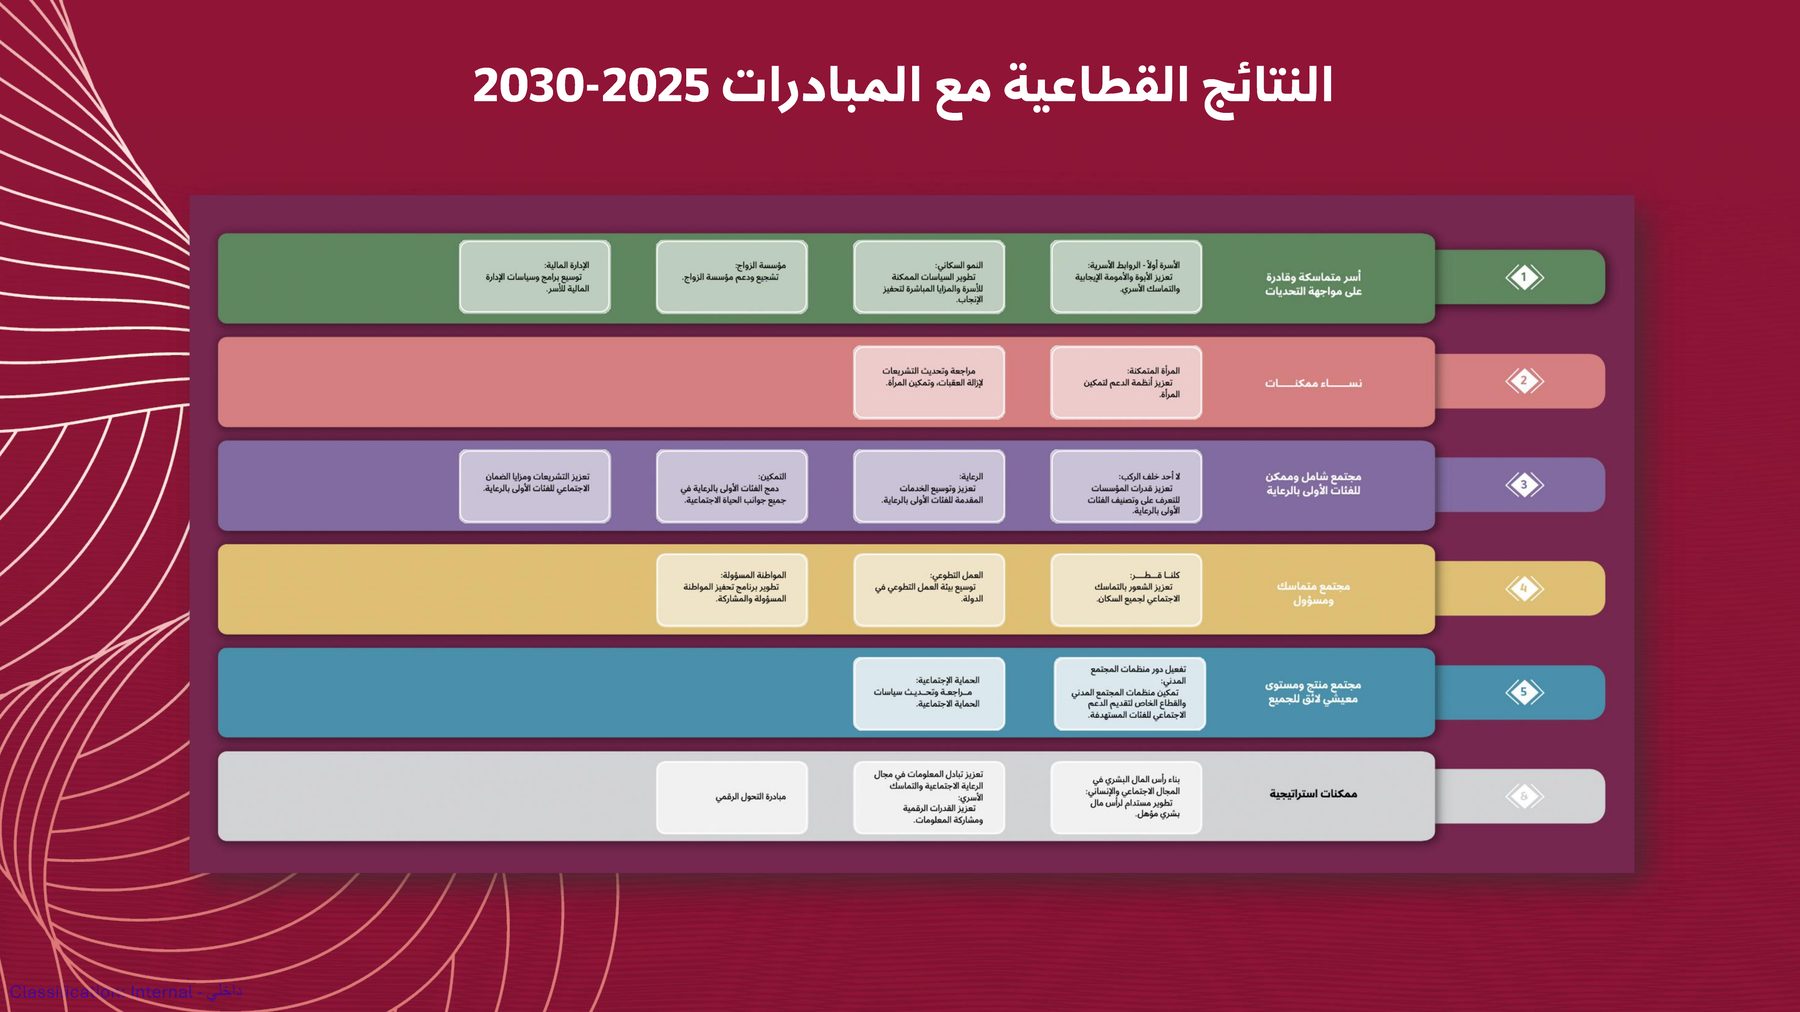 النتائج القطاعية مع المبادرات 2025-2030
1
أسر متماسكة وقادرة
على مواجهة التحديات
الأسرة أولاً - الروابط الأسرية:
تعزيز الأبوة والأمومة الإيجابية
والتماسك الأسري.
النمو السكاني:
تطوير السياسات الممكنة
للأسرة والمزايا المباشرة لتحفيز
الإنجاب.
مؤسسة الزواج:
تشجيع ودعم مؤسسة الزواج.
الإدارة المالية:
توسيع برامج وسياسات الإدارة
المالية للأسر.
2
نســـاء ممكنـــات
المرأة المتمكنة:
تعزيز أنظمة الدعم لتمكين
المرأة.
مراجعة وتحديث التشريعات
لإزالة العقبات، وتمكين المرأة.
3
مجتمع شامل وممكن
للفئات الأولى بالرعاية
لا أحد خلف الركب:
تعزيز قدرات المؤسسات
للتعرف على وتصنيف الفئات
الأولى بالرعاية.
الرعاية:
تعزيز وتوسيع الخدمات
المقدمة للفئات الأولى بالرعاية.
التمكين:
دمج الفئات الأولى بالرعاية في
جميع جوانب الحياة الاجتماعية.
تعزيز التشريعات ومزايا الضمان
الاجتماعي للفئات الأولى بالرعاية.
4
مجتمع متماسك
ومسؤول
كلنـا قـطـــر:
تعزيز الشعور بالتماسك
الاجتماعي لجميع السكان.
العمل التطوعي:
توسيع بيئة العمل التطوعي في
الدولة.
المواطنة المسؤولة:
تطوير برنامج تحفيز المواطنة
المسؤولة والمشاركة.
5
مجتمع منتج ومستوى
معيشي لائق للجميع
تفعيل دور منظمات المجتمع
المدني:
تمكين منظمات المجتمع المدني
والقطاع الخاص لتقديم الدعم
الاجتماعي للفئات المستهدفة.
الحماية الإجتماعية:
مـراجعـة وتحـديـث سياسات
الحماية الاجتماعية.
&
ممكنات استراتيجية
بناء رأس المال البشري في
المجال الاجتماعي والإنساني:
تطوير مستدام لرأس مال
بشري مؤهل.
تعزيز تبادل المعلومات في مجال
الرعاية الاجتماعية والتماسك
الأسري:
تعزيز القدرات الرقمية
ومشاركة المعلومات.
مبادرة التحول الرقمي
Classification: Internal - داخلي